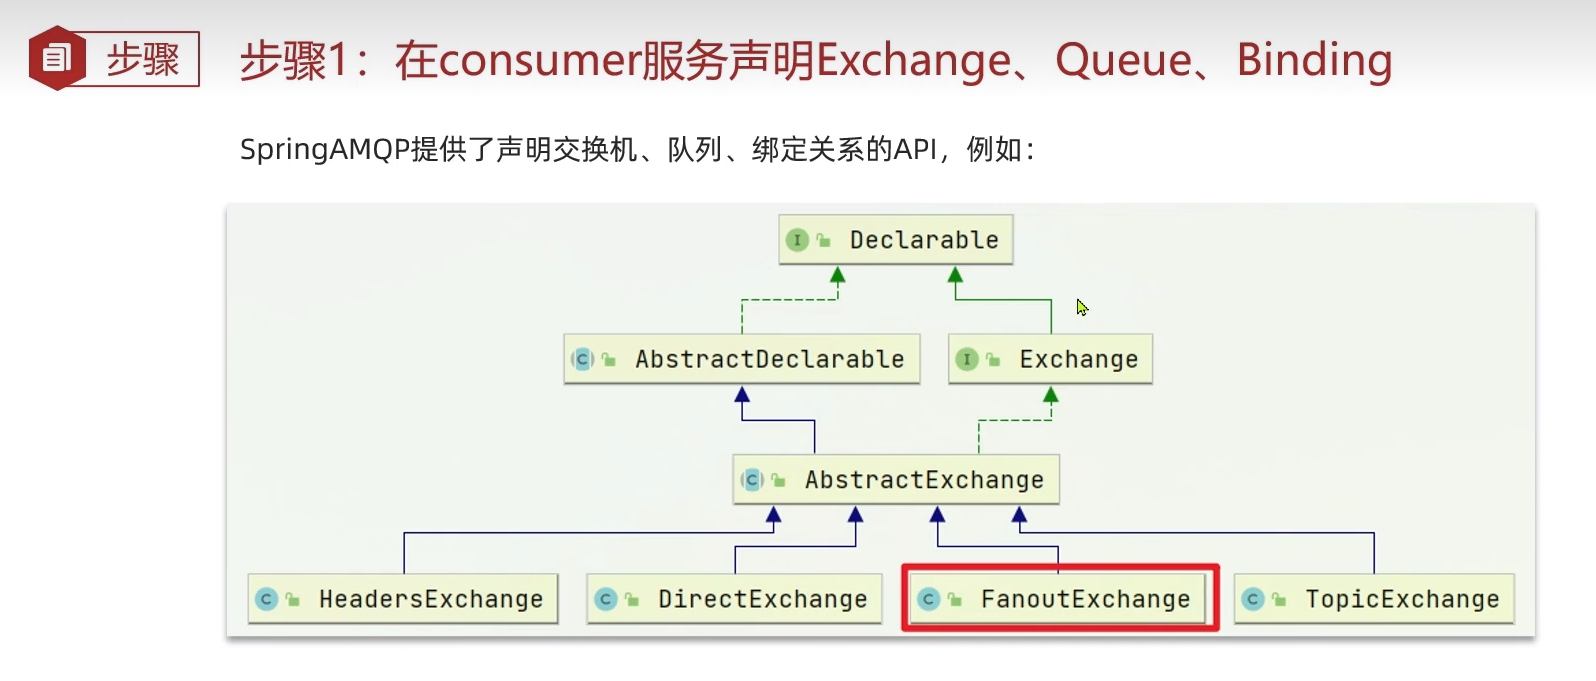 步骤
步骤1：在consumer服务声明Exchange、Queue、Binding
SpringAMQP提供了声明交换机、队列、绑定关系的API，例如：
I Declarable
C AbstractDeclarable
I Exchange
C AbstractExchange
C HeadersExchange
C DirectExchange
C FanoutExchange
C TopicExchange